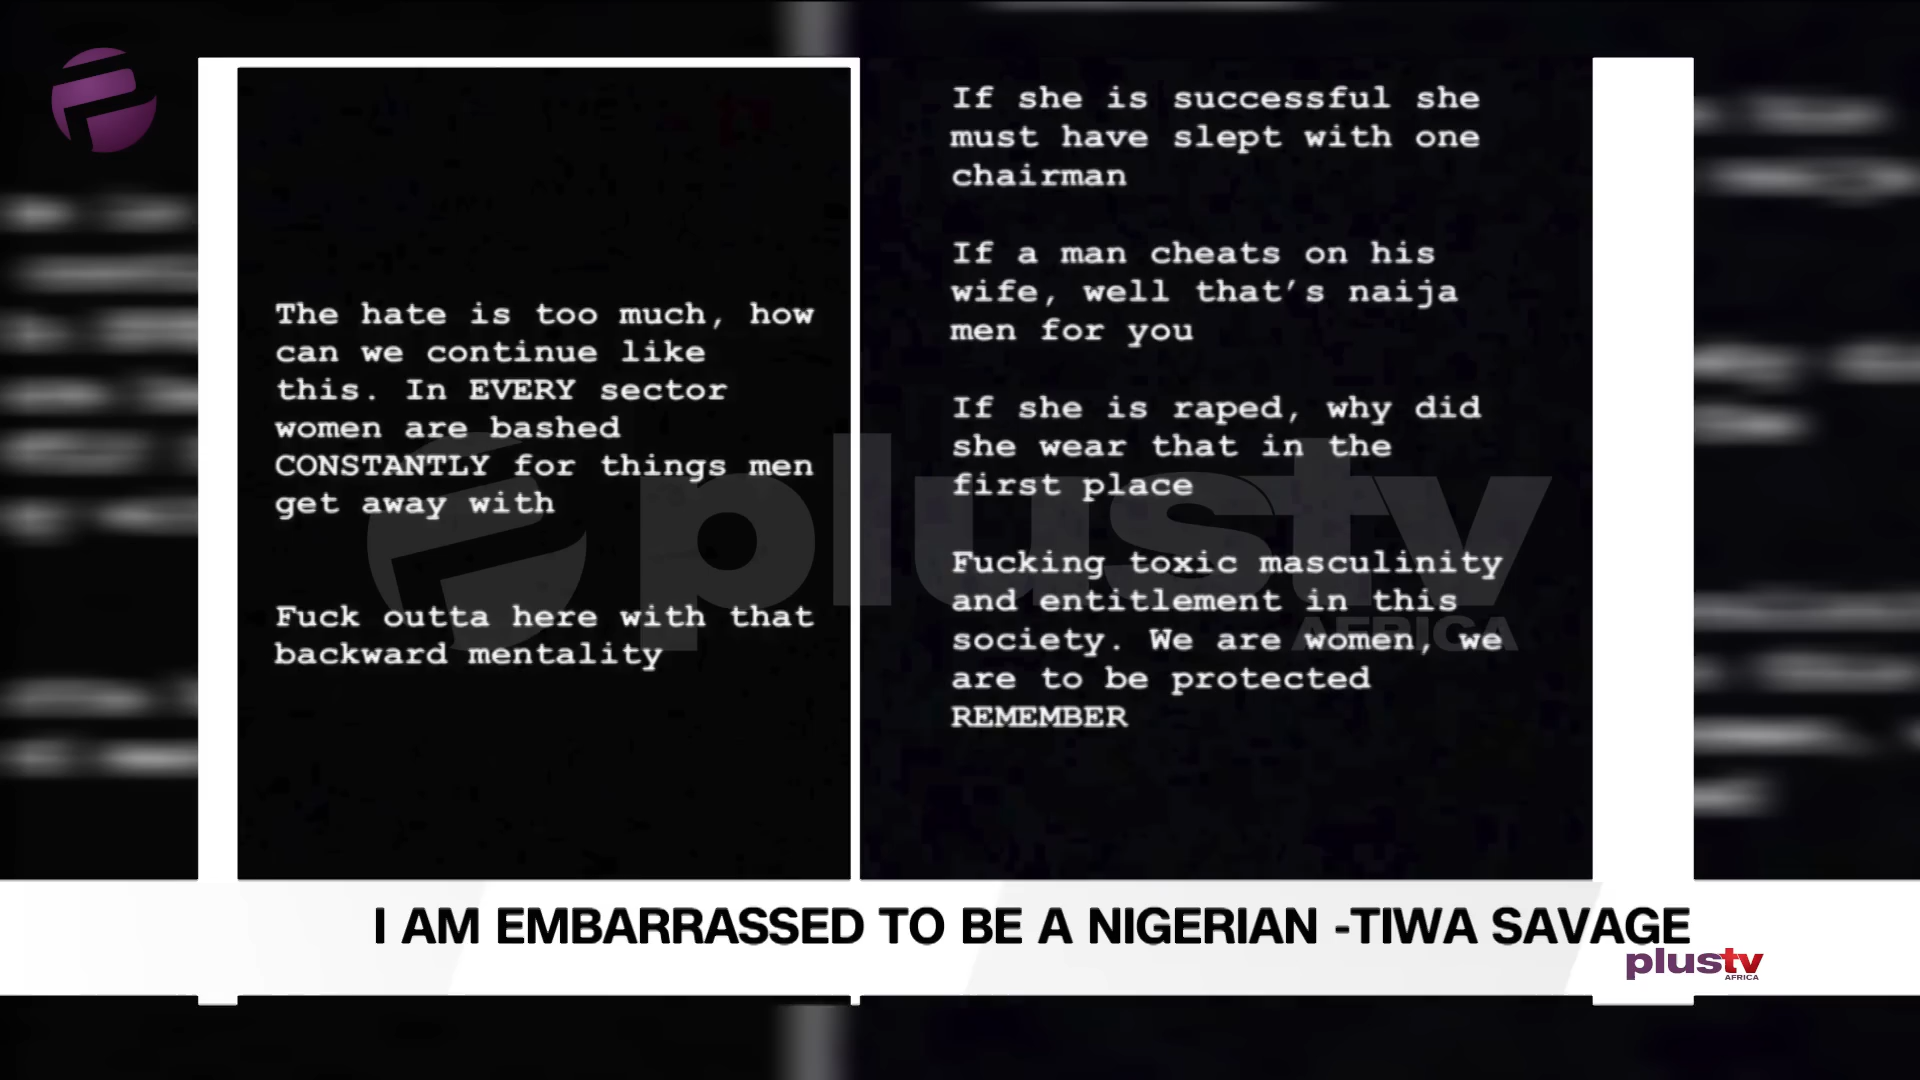 The hate is too much, how
can we continue like
this. In EVERY sector
women are bashed
CONSTANTLY for things men
get away with
Fuck outta here with that
backward mentality
If she is successful she
must have slept with one
chairman
If a man cheats on his
wife, well that's naija
men for you
If she is raped, why did
she wear that in the
first place
Fucking toxic masculinity
and entitlement in this
society. We are women, we
are to be protected
REMEMBER
plustv
AFRICA
I AM EMBARRASSED TO BE A NIGERIAN -TIWA SAVAGE
plustv
AFRICA